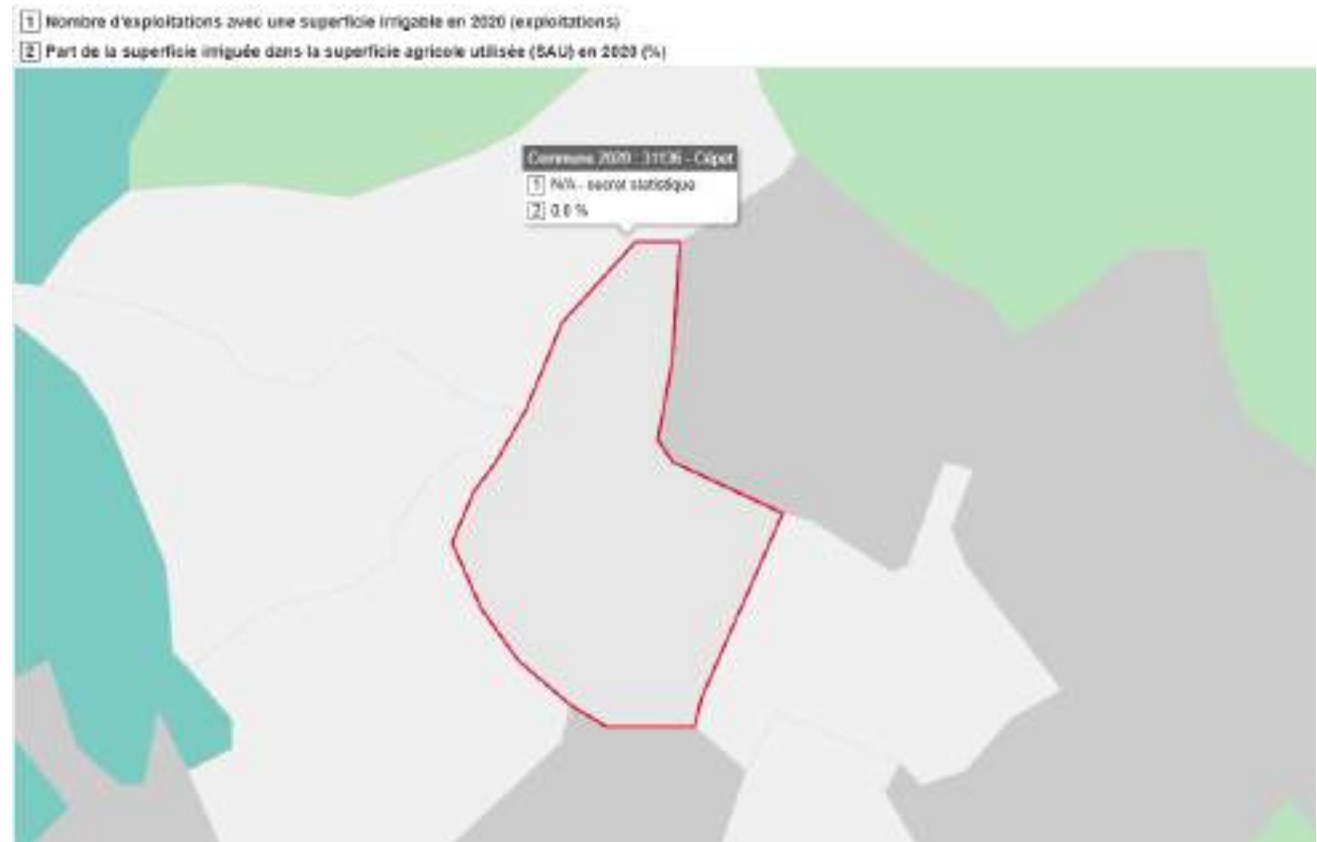 1 Nombre d'exploitations avec une superficie irrigable en 2020 (exploitations)
2 Part de la superficie irriguée dans la superficie agricole utilisée (SAU) en 2020 (%)
Commune 2020 : 31136 - Cépet
1 N/A - secret statistique
2 0.0 %